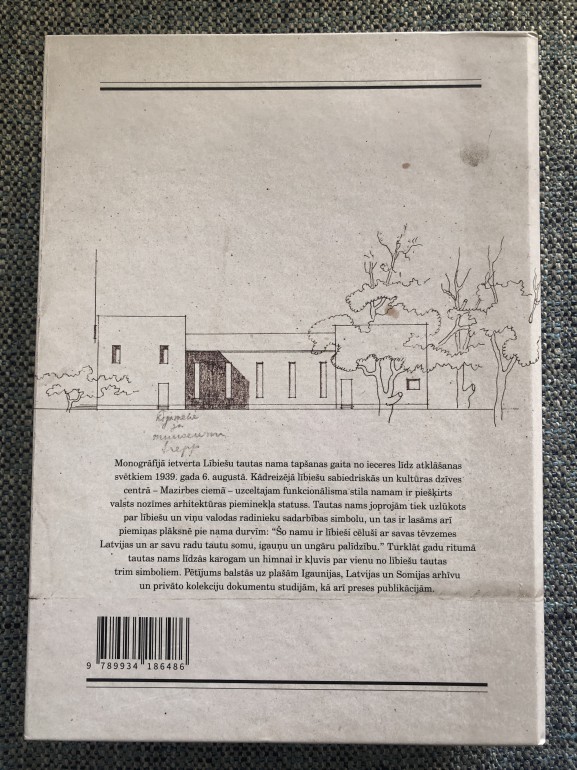 Monogrāfijā ietverta Lībiešu tautas nama tapšanas gaita no ieceres līdz atklāšanas
svētkiem 1939. gada 6. augustā. Kādreizējā lībiešu sabiedriskās un kultūras dzīves
centrā – Mazirbes ciemā – uzceltajam funkcionālisma stila namam ir piešķirts
valsts nozīmes arhitektūras pieminekļa statuss. Tautas nams joprojām tiek uzlūkots
par lībiešu un viņu valodas radinieku sadarbības simbolu, un tas ir lasāms arī
piemiņas plāksnē pie nama durvīm: “Šo namu ir lībieši cēluši ar savas tēvzemes
Latvijas un ar savu radu tautu somu, igauņu un ungāru palīdzību.” Turklāt gadu ritumā
tautas nams līdzās karogam un himnai ir kļuvis par vienu no lībiešu tautas
trim simboliem. Pētījums balstās uz plašām Igaunijas, Latvijas un Somijas arhīvu
un privāto kolekciju dokumentu studijām, kā arī preses publikācijām.
9 789934 186486